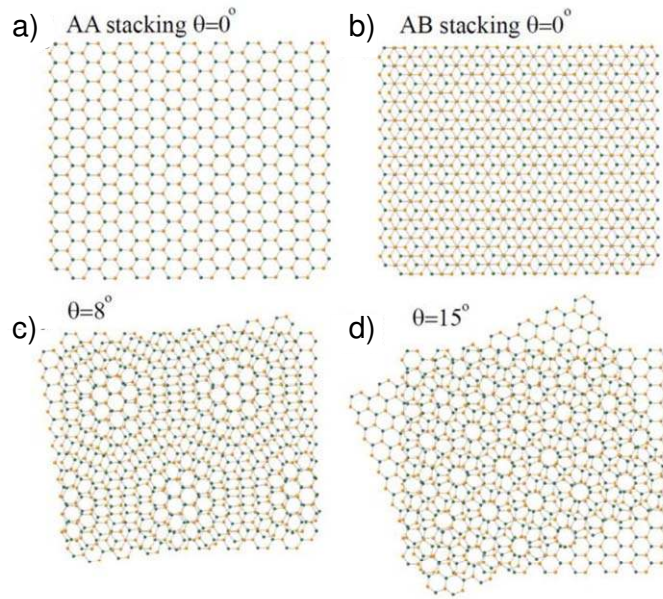 a) AA stacking θ=0°
b) AB stacking θ=0°
c) θ=8°
d) θ=15°